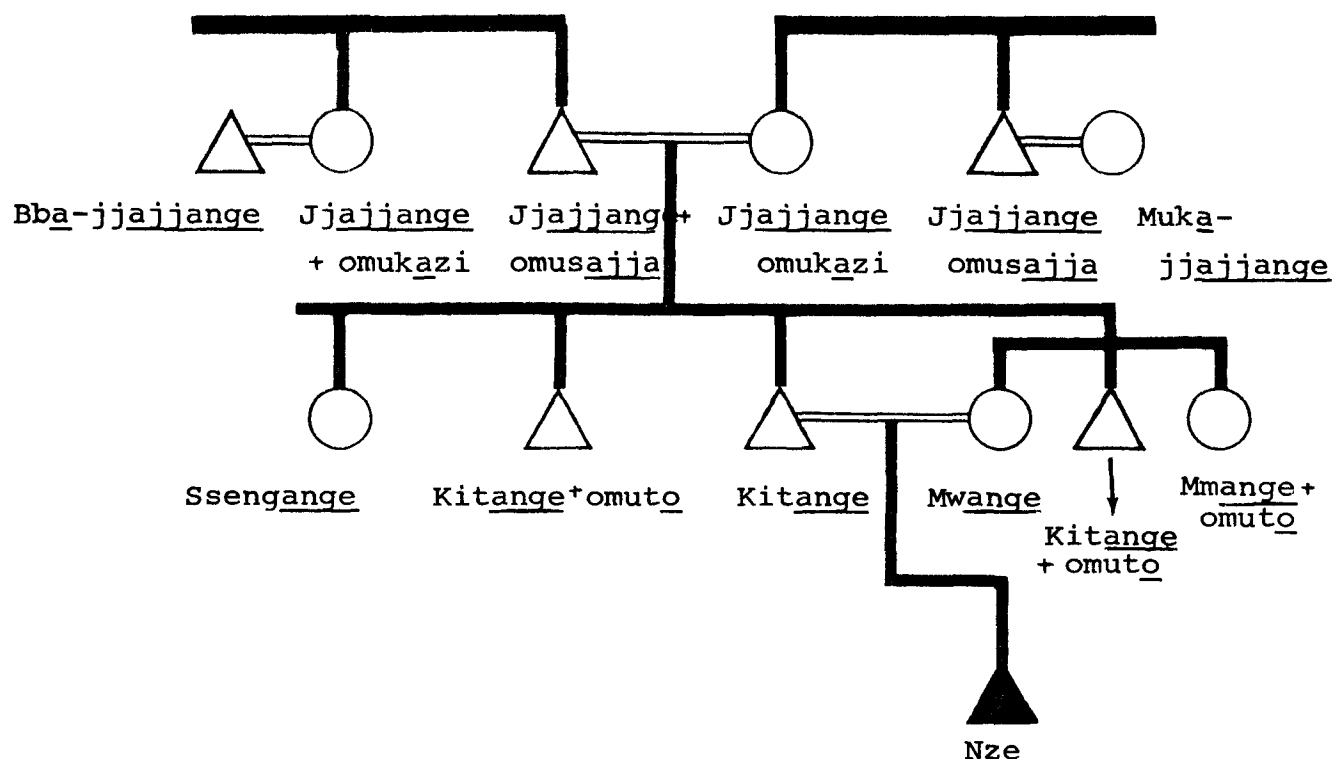 Bba-jjajjange Jjajjange Jjajjange+ Jjajjange Jjajjange Muka-
+ omukazi omusajja omukazi omusajja jjajjange
Ssengange Kitange+omuto Kitange Mwange Kitange Mmange+
+ omuto omuto
Nze